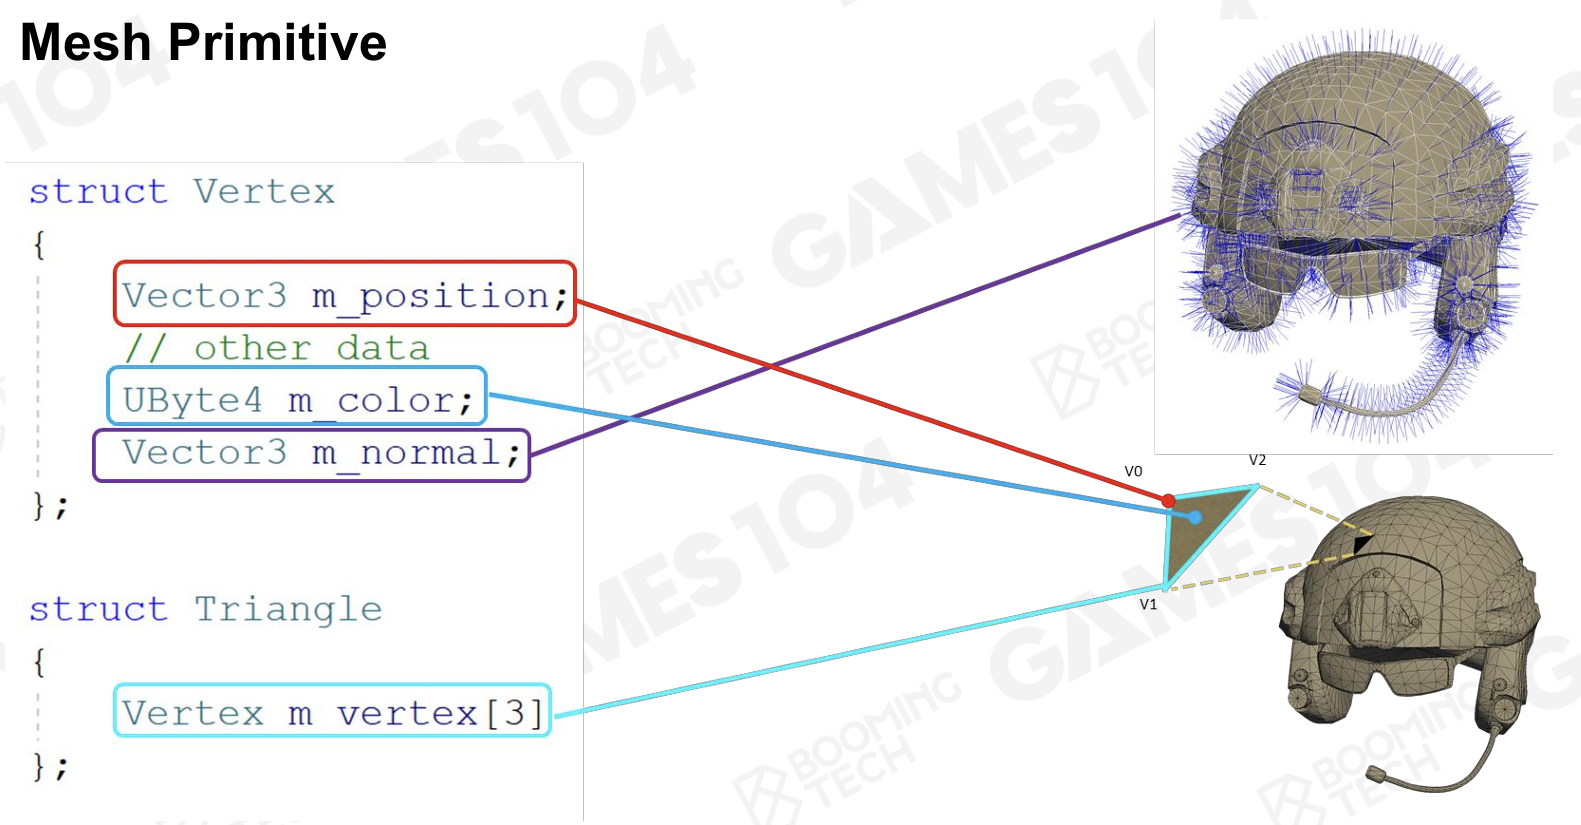 Mesh Primitive
struct Vertex
{
Vector3 m_position;
// other data
UByte4 m_color;
Vector3 m_normal;
};
struct Triangle
{
Vertex m_vertex[3]
};
V0
V2
V1
GAMES104
BOOMING
TECH